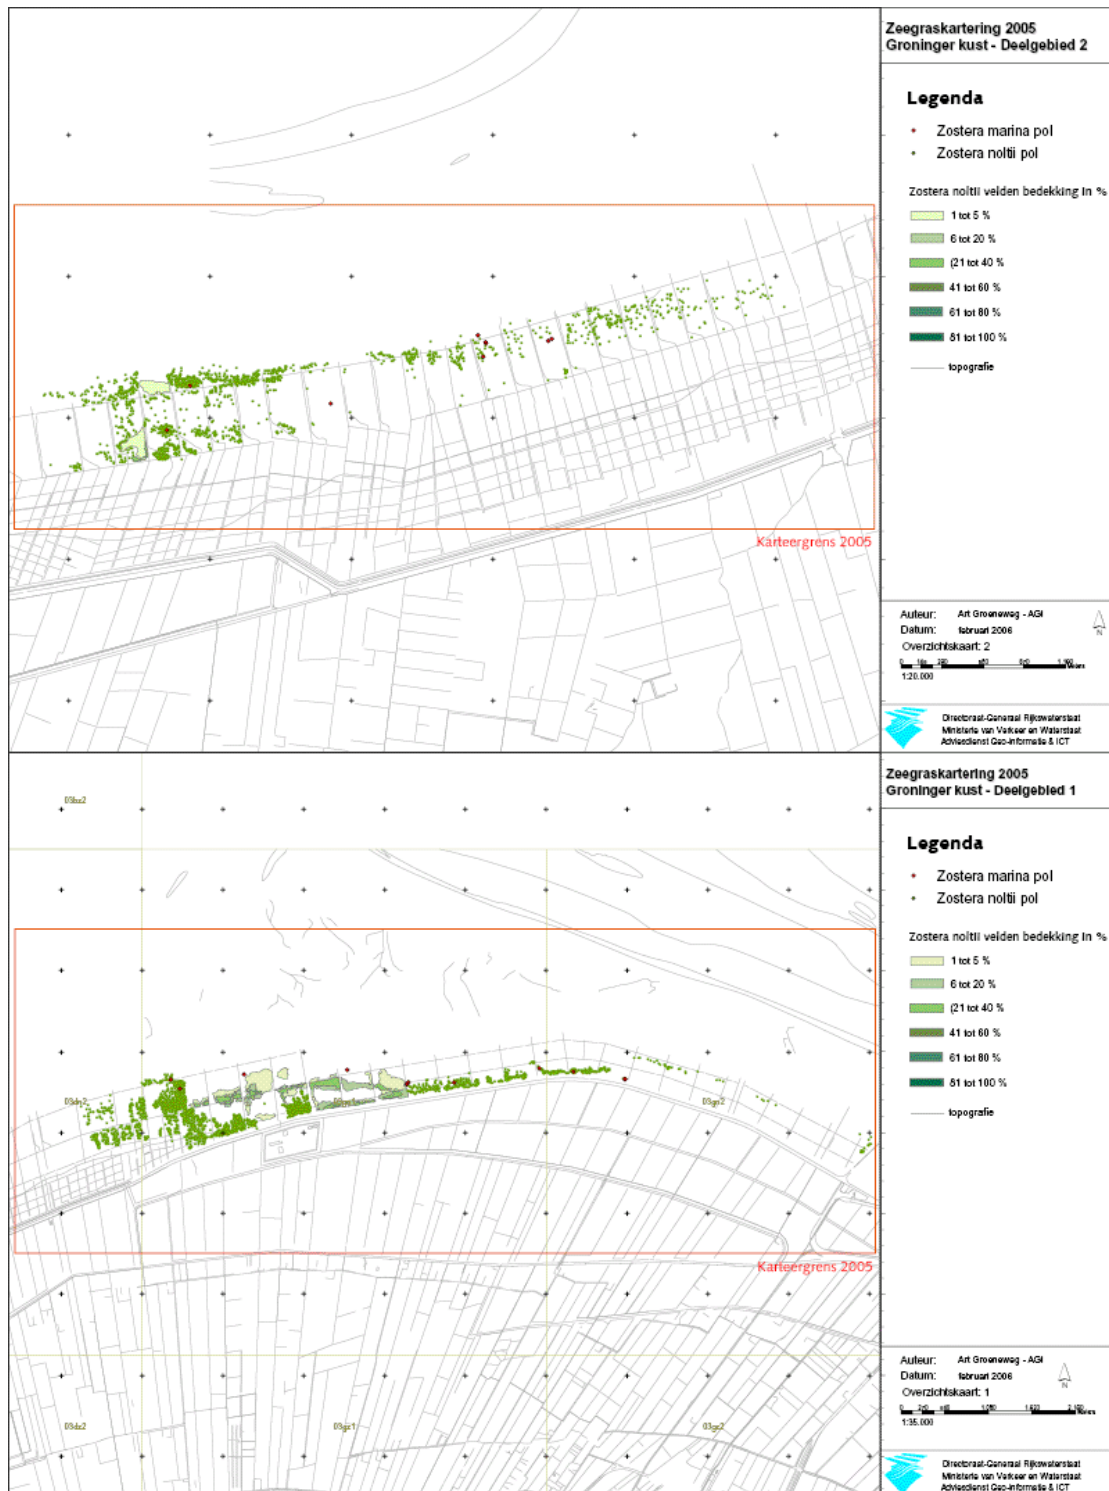 Zeegraskartering 2005
Groninger kust - Deelgebied 2
Legenda
Zostera marina pol
Zostera noltii pol
Zostera noltii velden bedekking in %
1 tot 5 %
6 tot 20 %
(21 tot 40 %
41 tot 60 %
61 tot 80 %
81 tot 100 %
topografie
Karteergrens 2005
Auteur: Art Groeneweg - AGI
Datum: februari 2006
Overzichtskaart: 2
N
0
1:20.000
Directoraat-Generaal Rijkswaterstaat
Ministerie van Verkeer en Waterstaat
Adviesdienst Geo-Informatie & ICT
Zeegraskartering 2005
Groninger kust - Deelgebied 1
Legenda
Zostera marina pol
Zostera noltii pol
Zostera noltii velden bedekking in %
1 tot 5 %
6 tot 20 %
(21 tot 40 %
41 tot 60 %
61 tot 80 %
81 tot 100 %
topografie
03gn2
Karteergrens 2005
03dz2
03gz1
03gz2
Auteur: Art Groeneweg - AGI
Datum: februari 2006
Overzichtskaart: 1
N
0
1:35.000
Directoraat-Generaal Rijkswaterstaat
Ministerie van Verkeer en Waterstaat
Adviesdienst Geo-Informatie & ICT